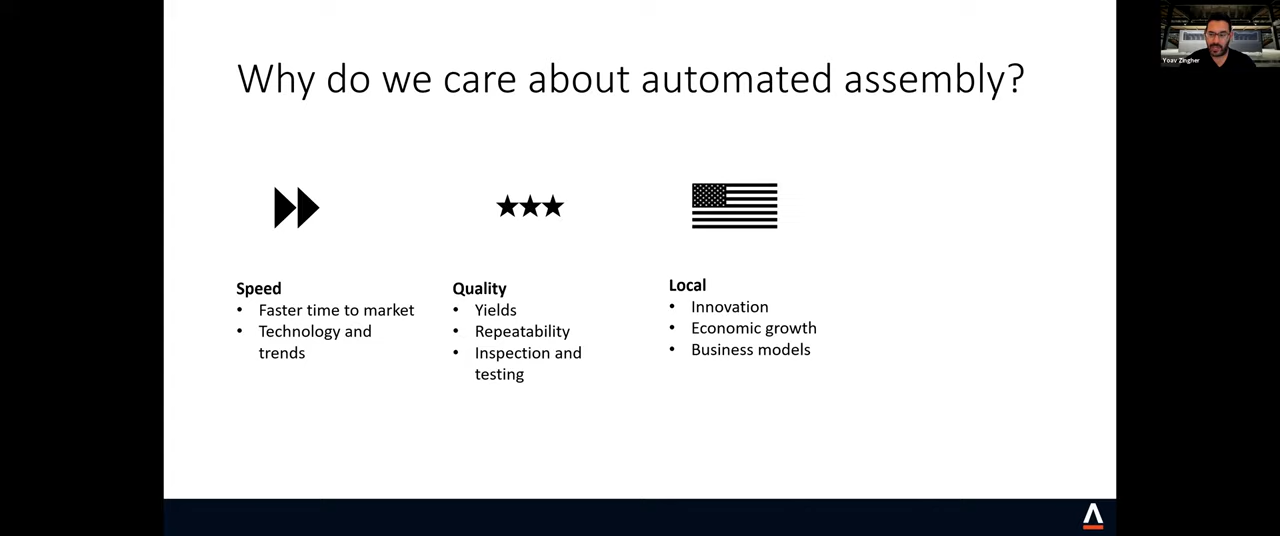 Why do we care about automated assembly?
Yoav Zingher
Speed
• Faster time to market
• Technology and
trends
Quality
• Yields
• Repeatability
• Inspection and
testing
Local
• Innovation
• Economic growth
• Business models